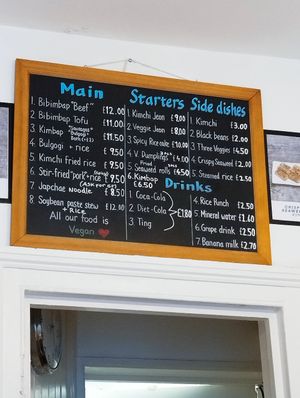 Main
1. Bibimbap "Beef" £12.00
2. Bibimbap Tofu £11.00
3. Kimbap "Sausages" "Bulgogi" £11.50
4. Bulgogi + rice £9.50
5. Kimchi fried rice £9.50
6. Stir-fried "pork" + rice £9.50
(ASK for GF)
7. Japchae Noodle £8.50
8. Soybean paste stew + Rice £12.00
All our food is
Vegan
Starters
1. Kimchi Jeon £9.00
2. Veggie Jeon £8.00
3. Spicy Rice cake £10.00
4. V. Dumplings £4.00
Fried
5. Seaweed rolls £4.50
6. Kimbap
£6.50
Side dishes
1. Kimchi £3.00
2. Black beans £2.00
3. Three Veggies £4.50
4. Crispy Seaweed £2.00
5. Steamed rice £2.50
Drinks
1. Coca-Cola
2. Diet-Cola £1.80
3. Ting
4. Rice Punch £2.50
5. Mineral water £1.60
6. Grape drink £2.50
7. Banana milk £2.70